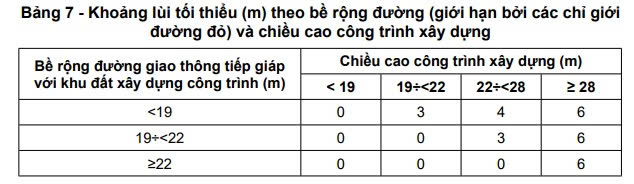 Bảng 7 - Khoảng lùi tối thiểu (m) theo bề rộng đường (giới hạn bởi các chỉ giới
đường đỏ) và chiều cao công trình xây dựng
Bề rộng đường giao thông tiếp giáp
với khu đất xây dựng công trình (m)
Chiều cao công trình xây dựng (m)
< 19 19÷<22 22÷<28 ≥ 28
<19 0 3 4 6
19÷<22 0 0 3 6
≥22 0 0 0 6